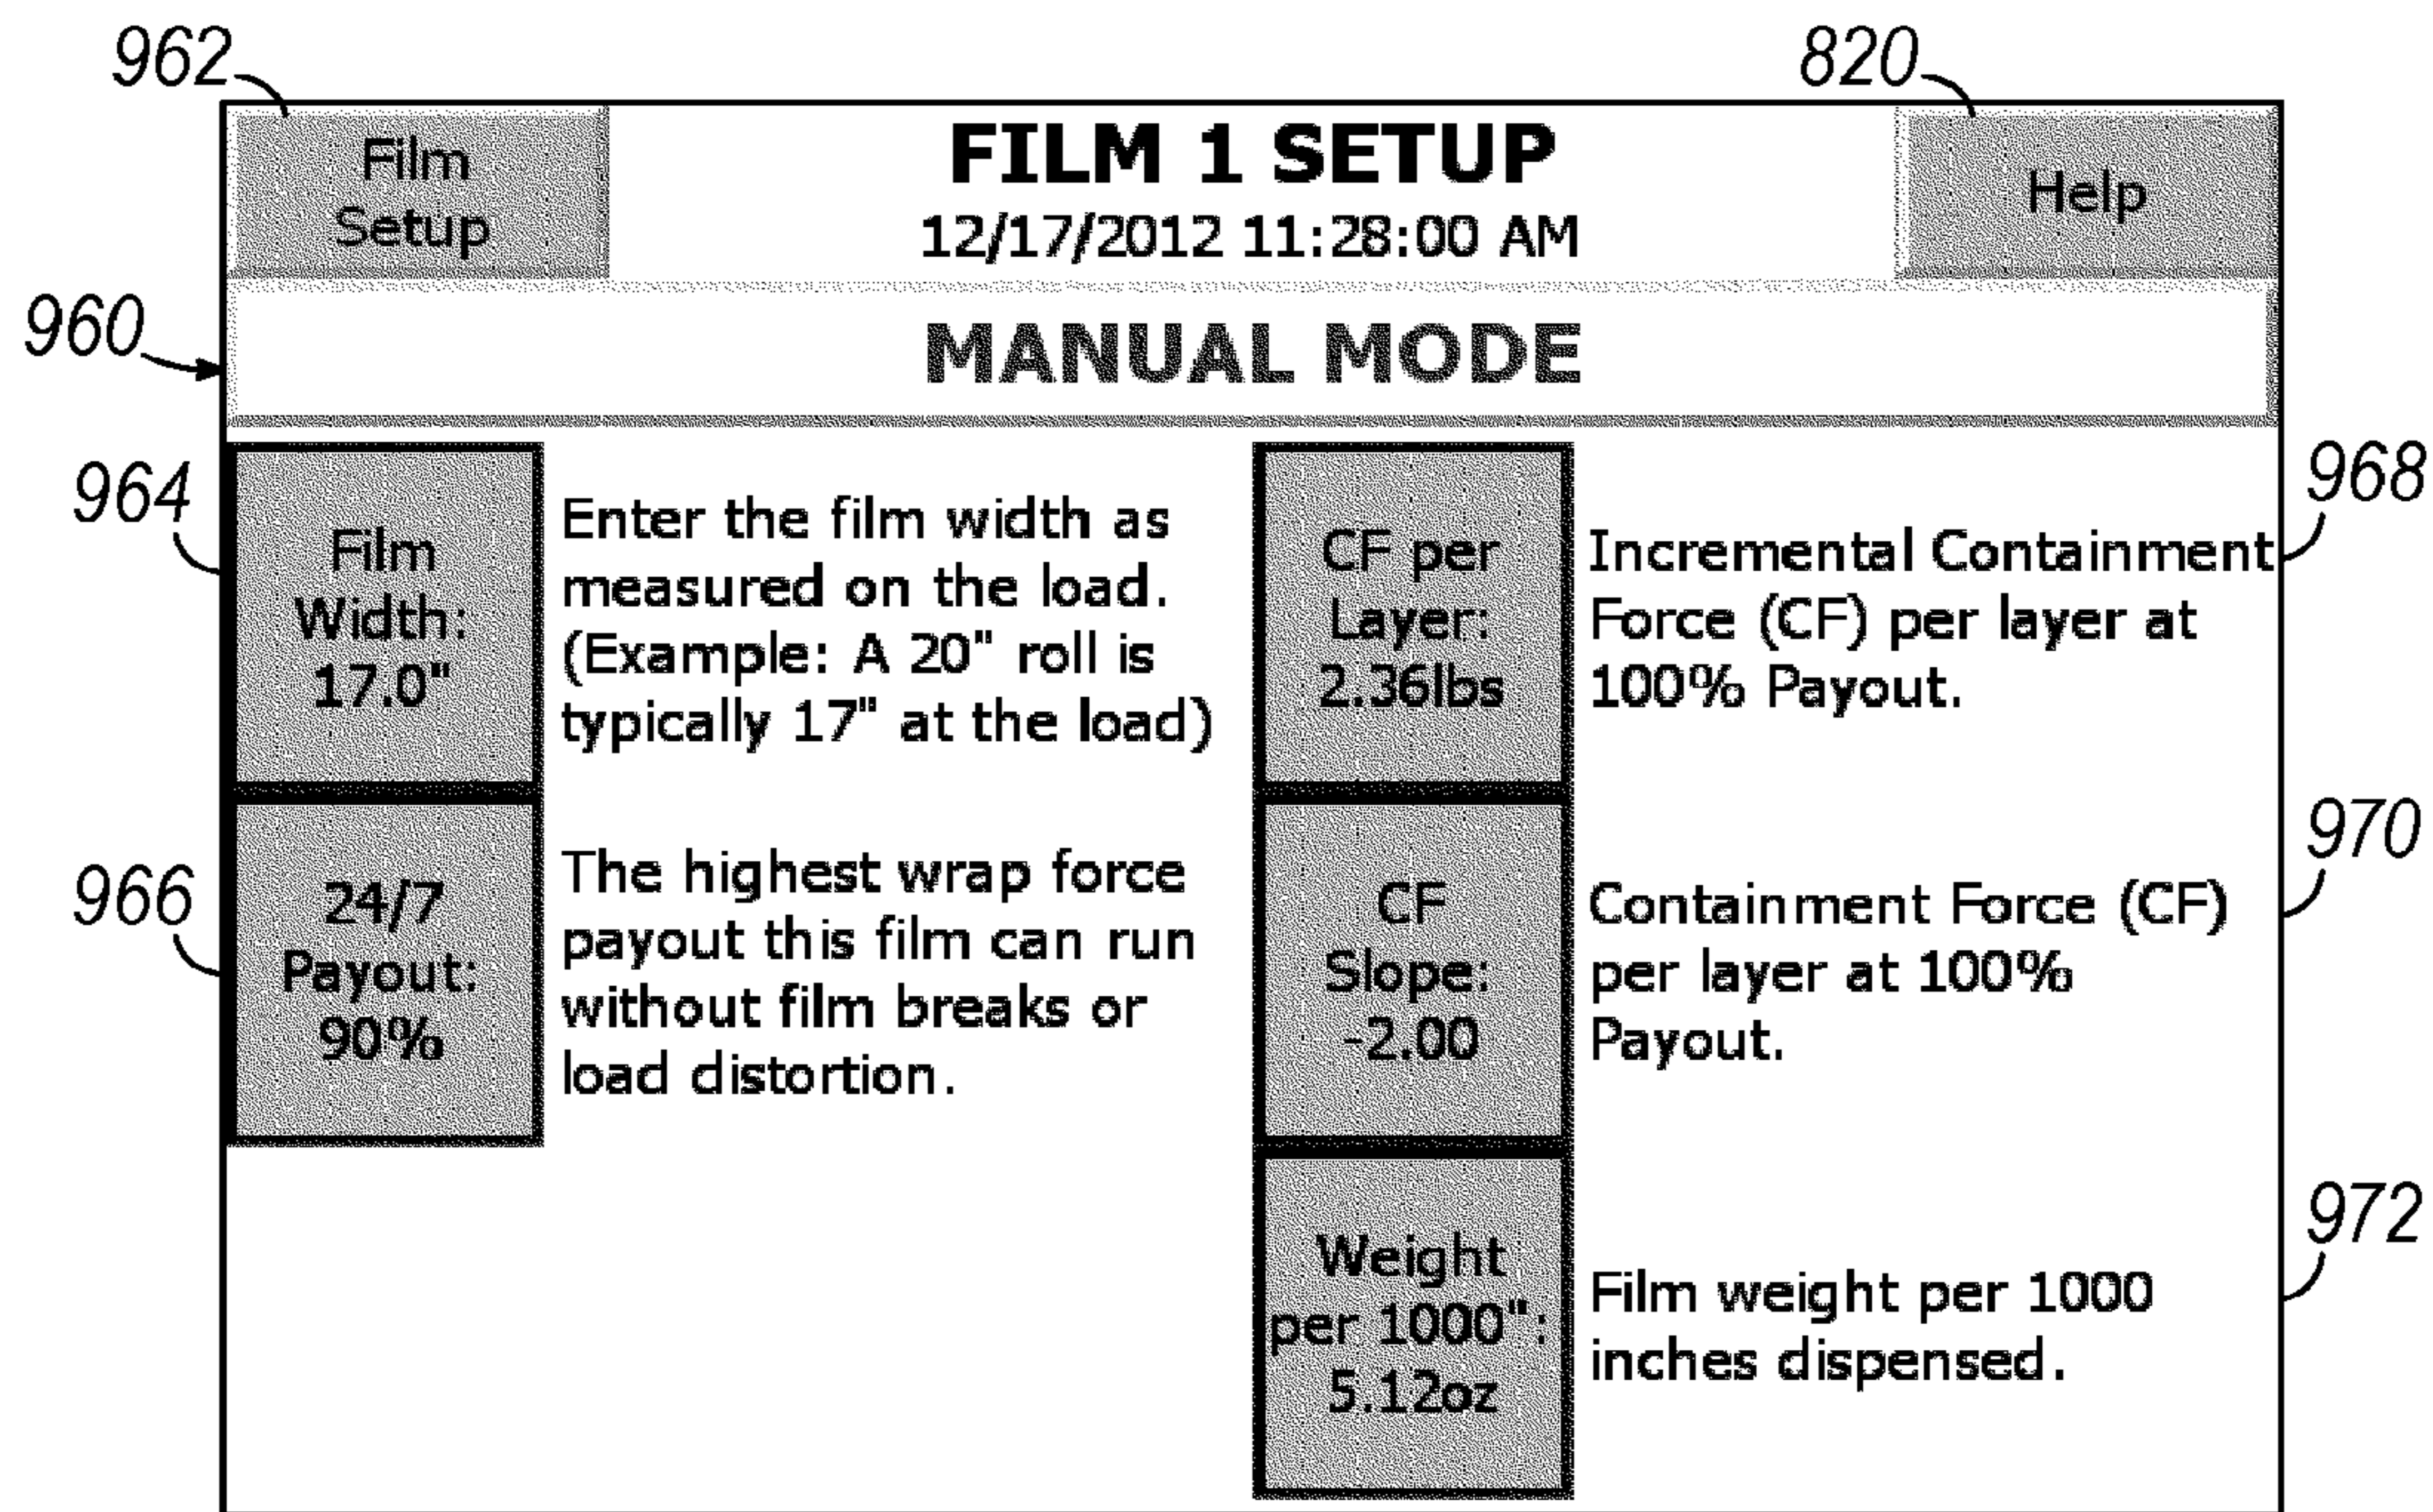 962
820
Film
Setup
FILM 1 SETUP
12/17/2012 11:28:00 AM
Help
960
MANUAL MODE
964
Film
Width:
17.0"
Enter the film width as
measured on the load.
(Example: A 20" roll is
typically 17" at the load)
CF per
Layer:
2.36lbs
Incremental Containment
Force (CF) per layer at
100% Payout.
968
966
24/7
Payout:
90%
The highest wrap force
payout this film can run
without film breaks or
load distortion.
CF
Slope:
-2.00
Containment Force (CF)
per layer at 100%
Payout.
970
Weight
per 1000":
5.12oz
Film weight per 1000
inches dispensed.
972